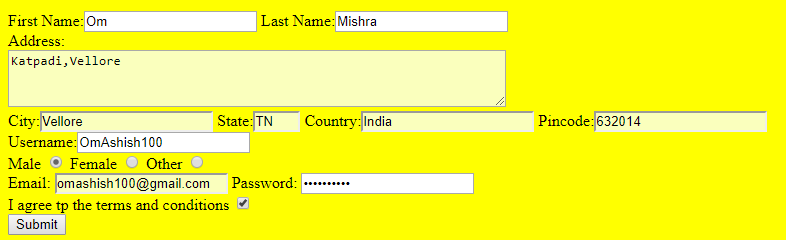 First Name: Om Last Name: Mishra
Address:
Katpadi,Vellore
City: Vellore State: TN Country: India Pincode: 632014
Username: OmAshish100
Male Female Other
Email: omashish100@gmail.com Password: ••••••••••
I agree tp the terms and conditions
Submit